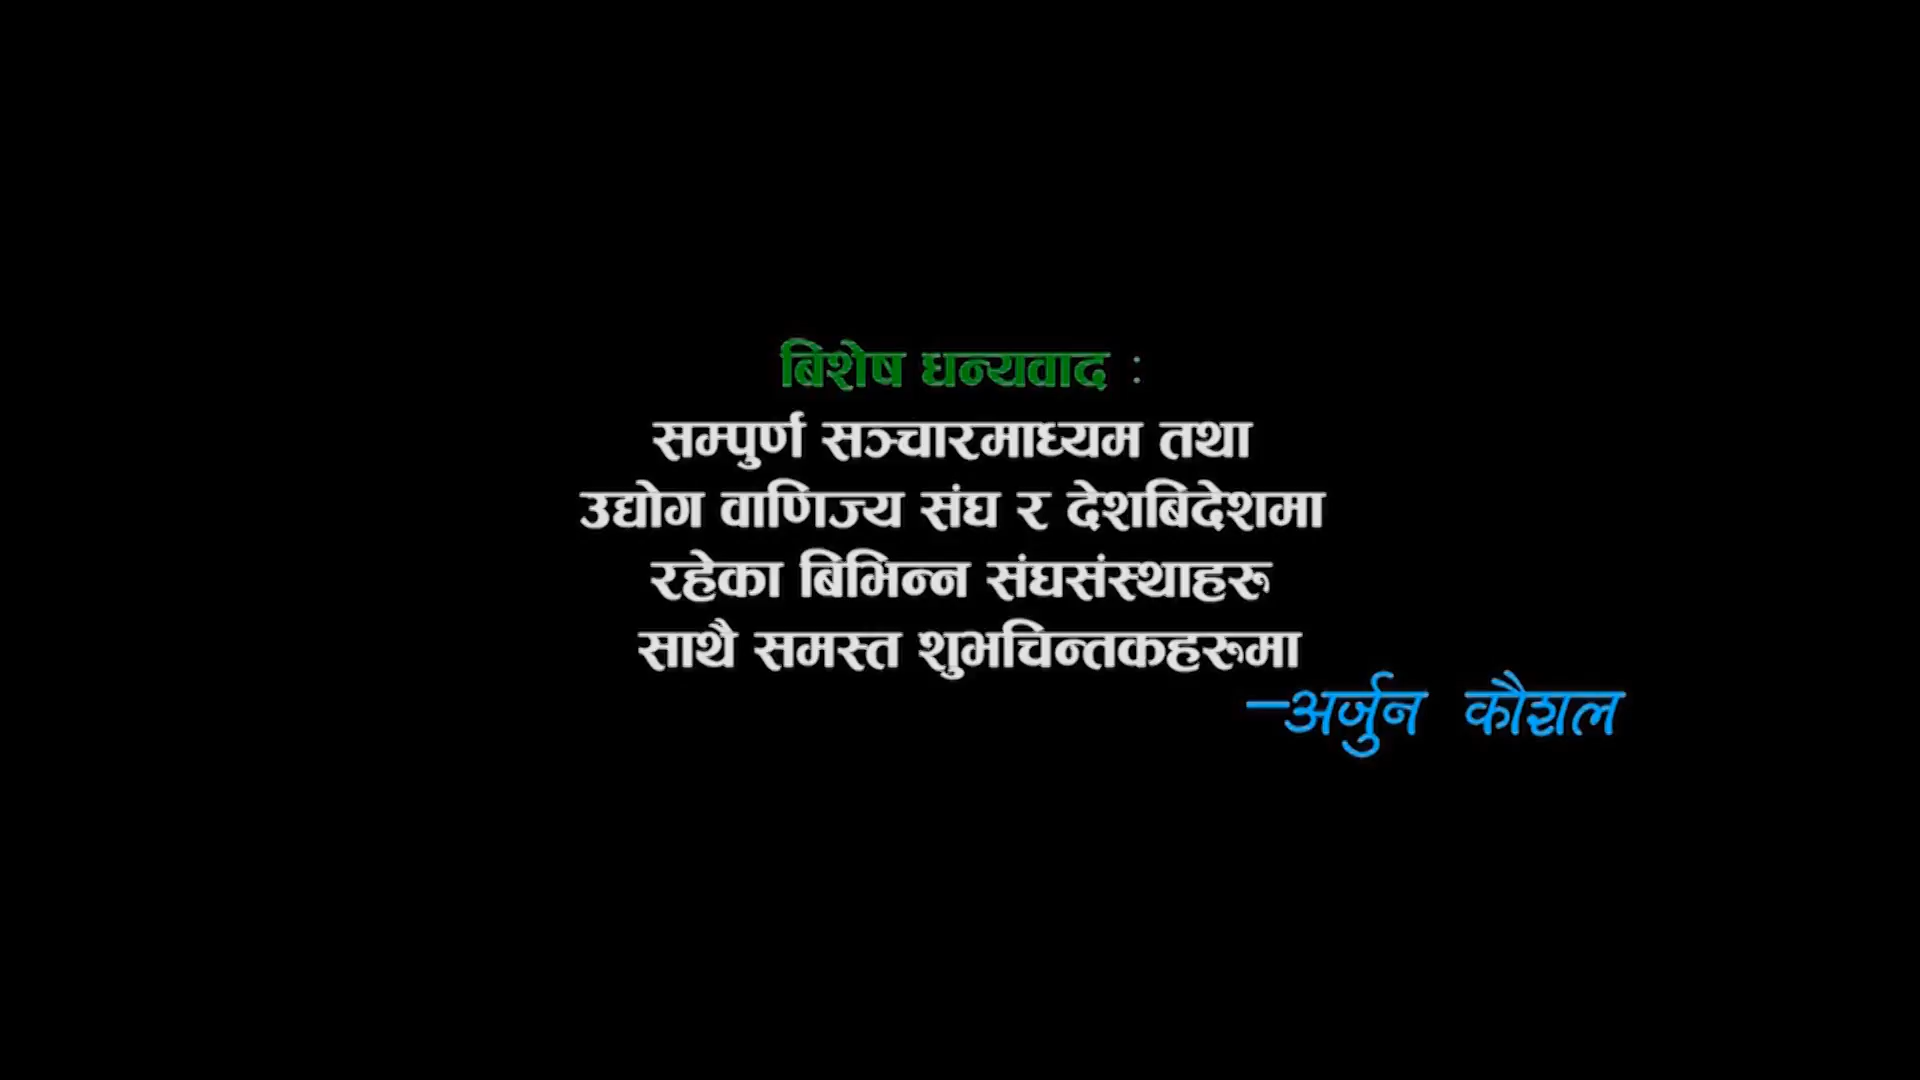 बिशेष धन्यवाद :
सम्पुर्ण सञ्चारमाध्यम तथा
उद्योग वाणिज्य संघ र देशबिदेशमा
रहेका बिभिन्न संघसंस्थाहरु
साथै समस्त शुभचिन्तकहरुमा
–अर्जुन कौशल